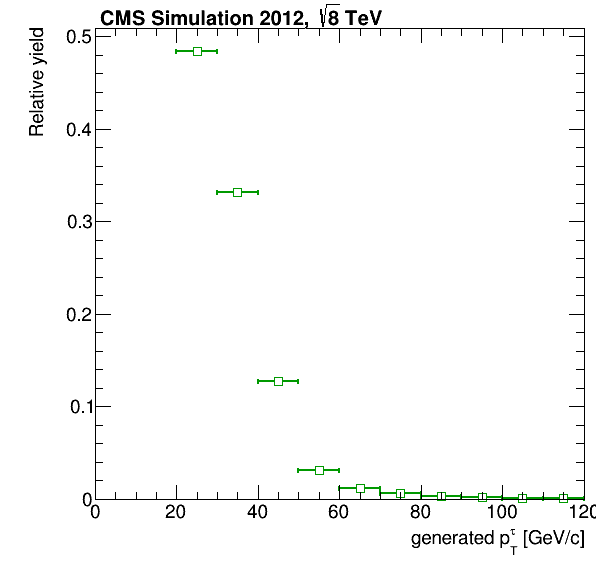 CMS Simulation 2012, √8 TeV
Relative yield
0.5
0.4
0.3
0.2
0.1
0
0 20 40 60 80 100 120
generated p_T^τ [GeV/c]